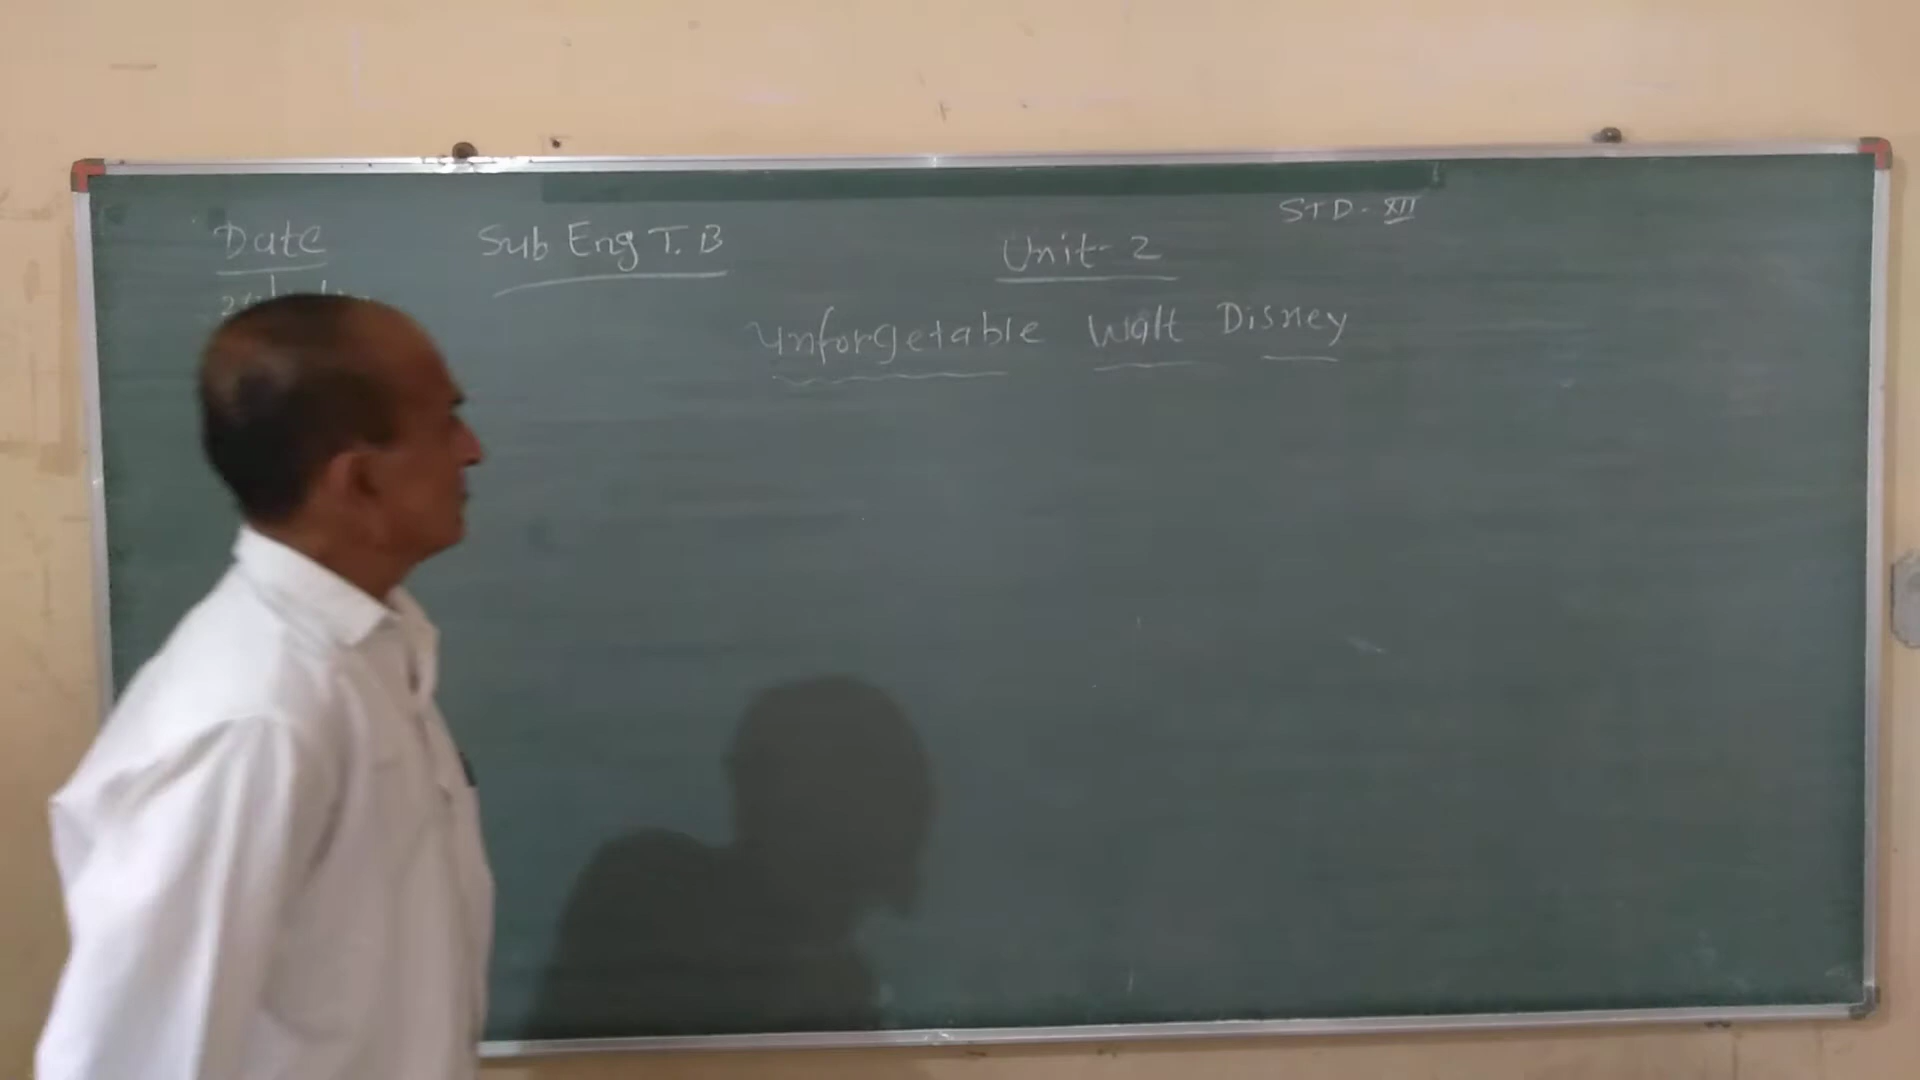 STD - XII
Date Sub Eng T.B Unit-2
unforgetable Walt Disney